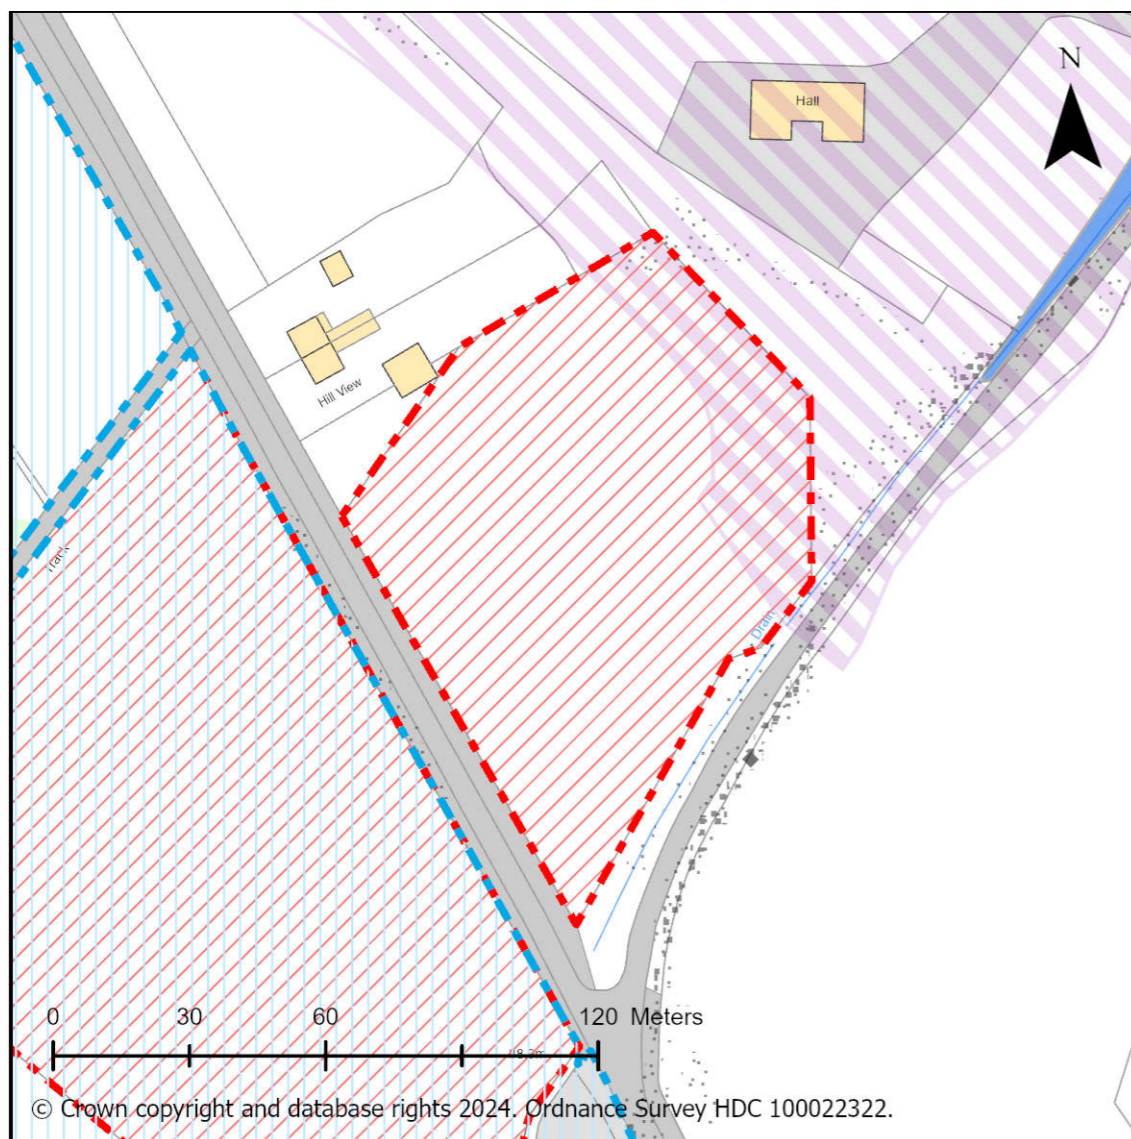 N
Hall
Hill View
Track
Drain
0 30 60 120 Meters
© Crown copyright and database rights 2024. Ordnance Survey HDC 100022322.